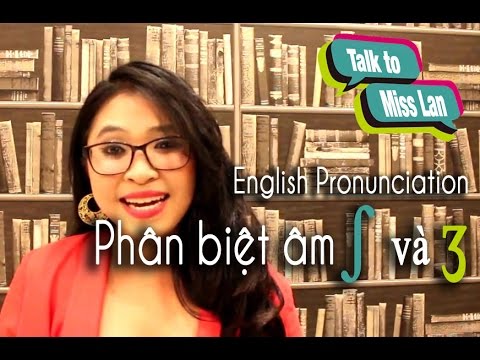 Talk to
Miss Lan
English Pronunciation
Phân biệt âm ʃ và ʒ